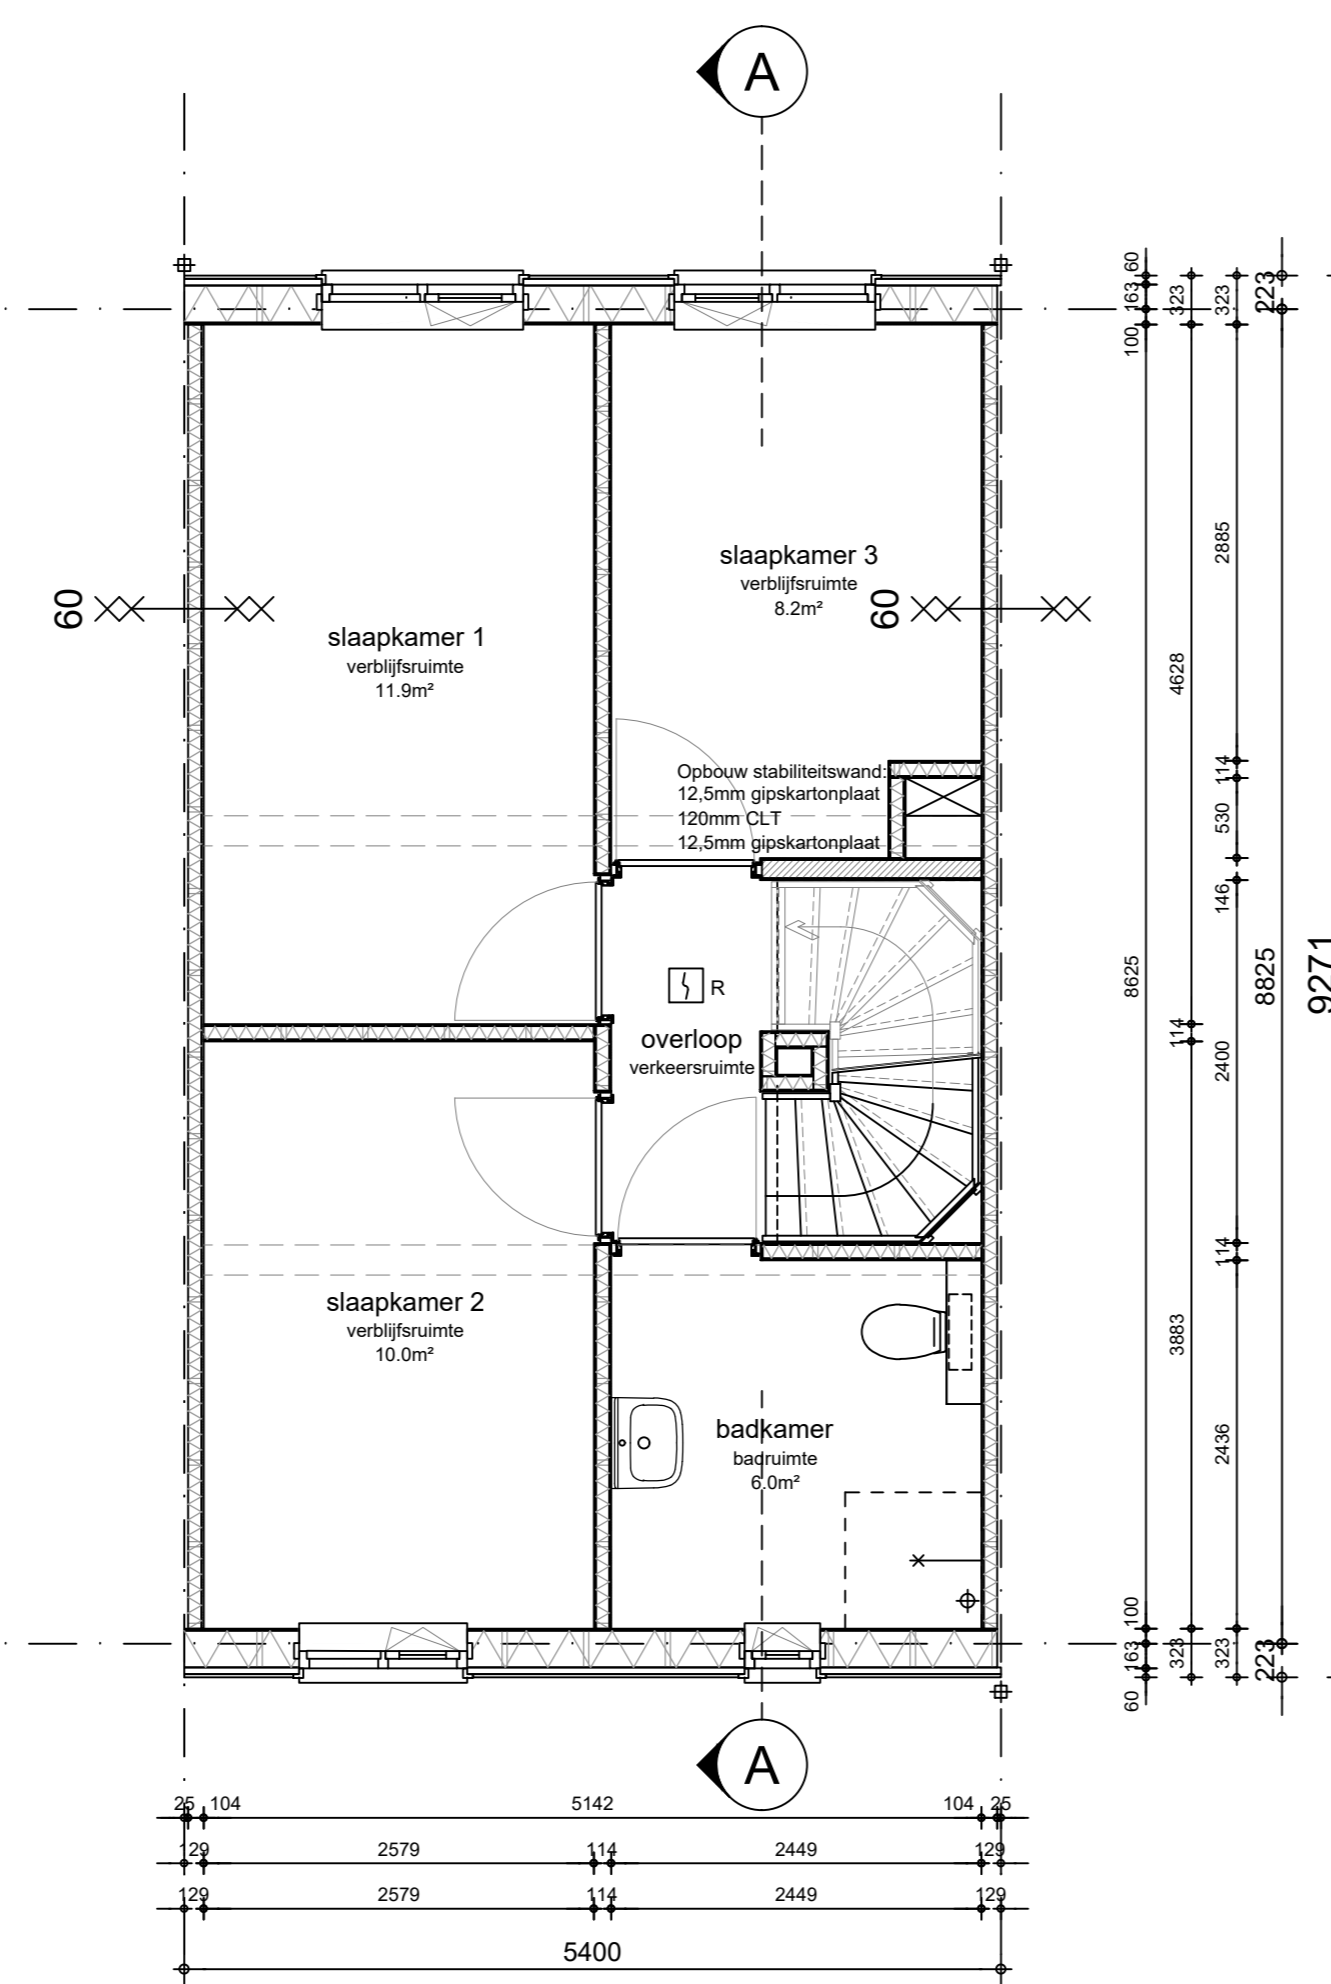 A
60
163
100
323
323
223
slaapkamer 3
verblijfsruimte
8.2m²
60
60
slaapkamer 1
verblijfsruimte
11.9m²
2885
4628
Opbouw stabiliteitswand:
12,5mm gipskartonplaat
120mm CLT
12,5mm gipskartonplaat
114
530
146
R
8625
8825
9271
overloop
verkeersruimte
114
2400
114
slaapkamer 2
verblijfsruimte
10.0m²
3883
badkamer
badruimte
6.0m²
2436
100
163
60
323
323
223
A
25 104 5142 104 25
129 2579 114 2449 129
129 2579 114 2449 129
5400